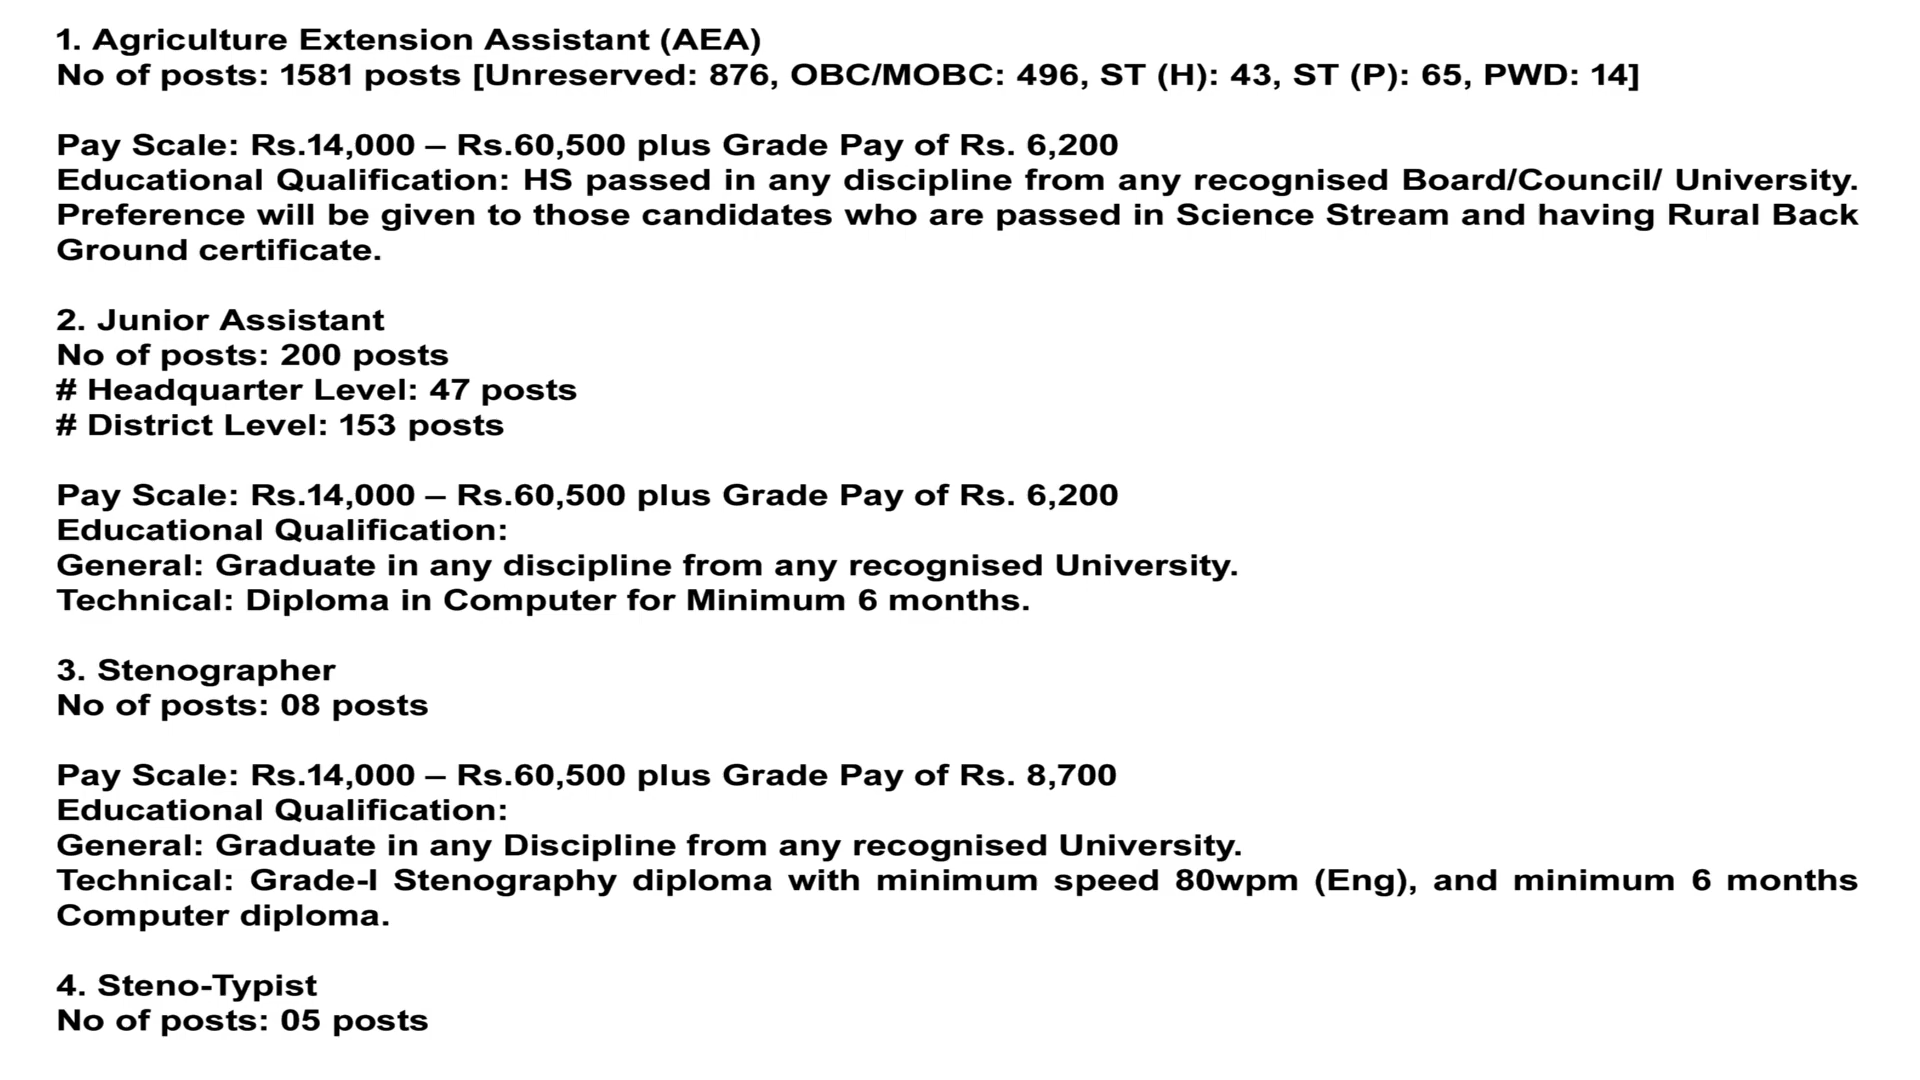 1. Agriculture Extension Assistant (AEA)
No of posts: 1581 posts [Unreserved: 876, OBC/MOBC: 496, ST (H): 43, ST (P): 65, PWD: 14]
Pay Scale: Rs.14,000 – Rs.60,500 plus Grade Pay of Rs. 6,200
Educational Qualification: HS passed in any discipline from any recognised Board/Council/ University.
Preference will be given to those candidates who are passed in Science Stream and having Rural Back
Ground certificate.
2. Junior Assistant
No of posts: 200 posts
# Headquarter Level: 47 posts
# District Level: 153 posts
Pay Scale: Rs.14,000 – Rs.60,500 plus Grade Pay of Rs. 6,200
Educational Qualification:
General: Graduate in any discipline from any recognised University.
Technical: Diploma in Computer for Minimum 6 months.
3. Stenographer
No of posts: 08 posts
Pay Scale: Rs.14,000 – Rs.60,500 plus Grade Pay of Rs. 8,700
Educational Qualification:
General: Graduate in any Discipline from any recognised University.
Technical: Grade-I Stenography diploma with minimum speed 80wpm (Eng), and minimum 6 months
Computer diploma.
4. Steno-Typist
No of posts: 05 posts